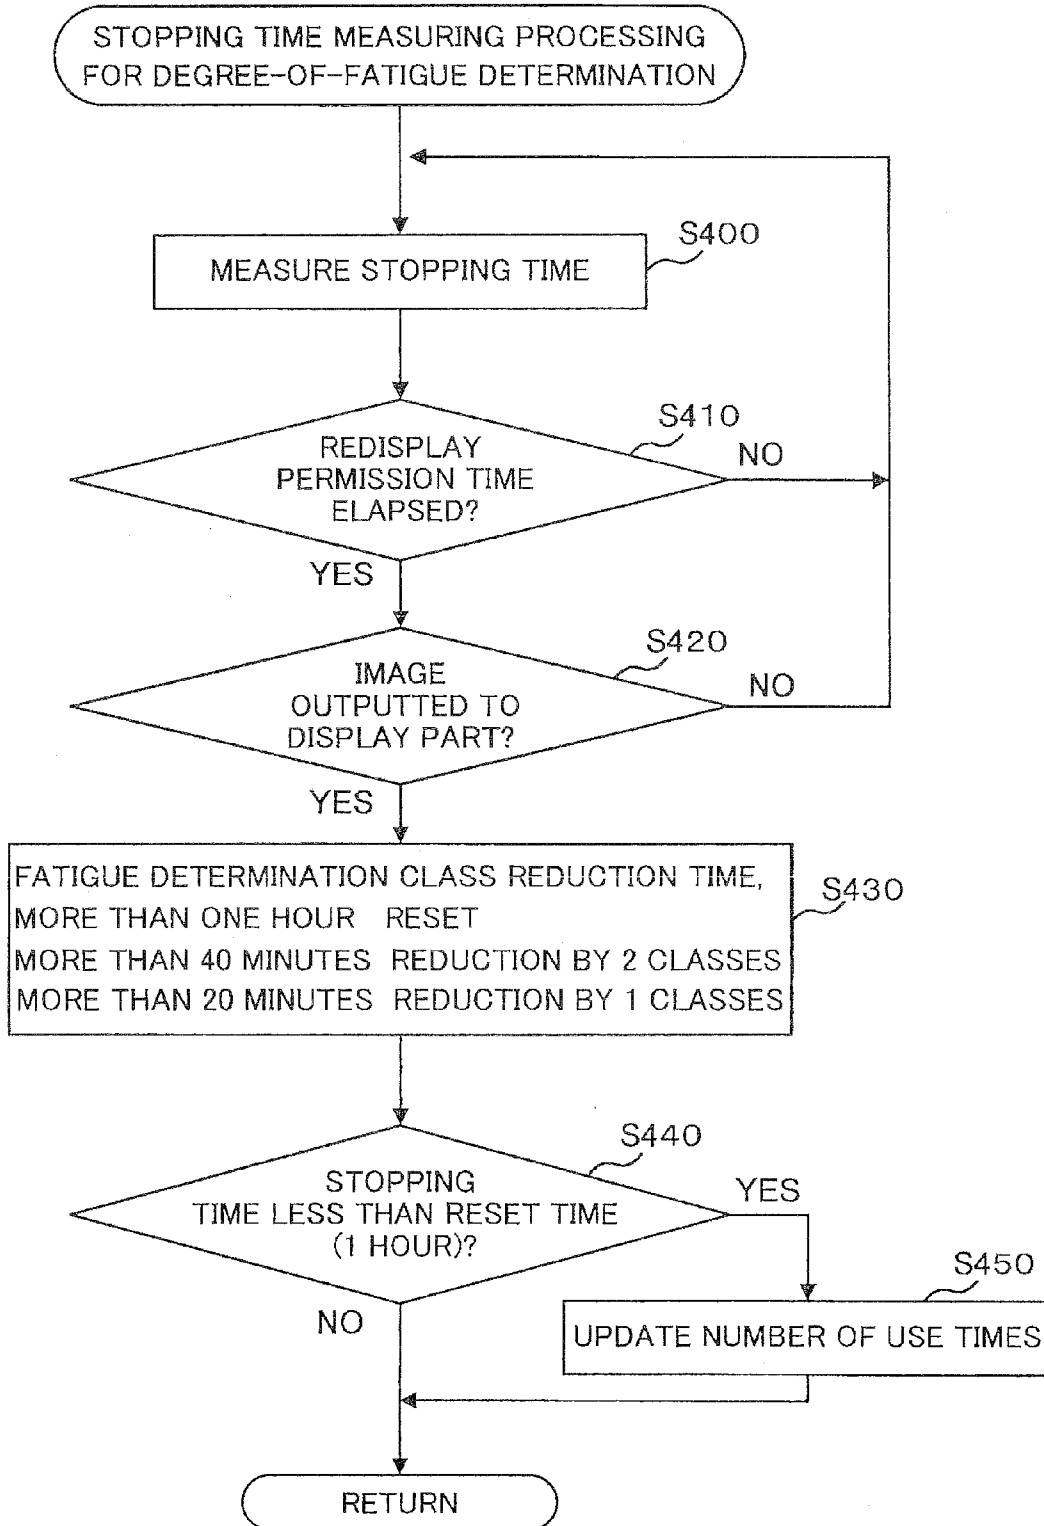 STOPPING TIME MEASURING PROCESSING
FOR DEGREE-OF-FATIGUE DETERMINATION
S400
MEASURE STOPPING TIME
S410
REDISPLAY
PERMISSION TIME
ELAPSED?
NO
YES
S420
IMAGE
OUTPUTTED TO
DISPLAY PART?
NO
YES
S430
FATIGUE DETERMINATION CLASS REDUCTION TIME,
MORE THAN ONE HOUR RESET
MORE THAN 40 MINUTES REDUCTION BY 2 CLASSES
MORE THAN 20 MINUTES REDUCTION BY 1 CLASSES
S440
STOPPING
TIME LESS THAN RESET TIME
(1 HOUR)?
YES
NO
S450
UPDATE NUMBER OF USE TIMES
RETURN